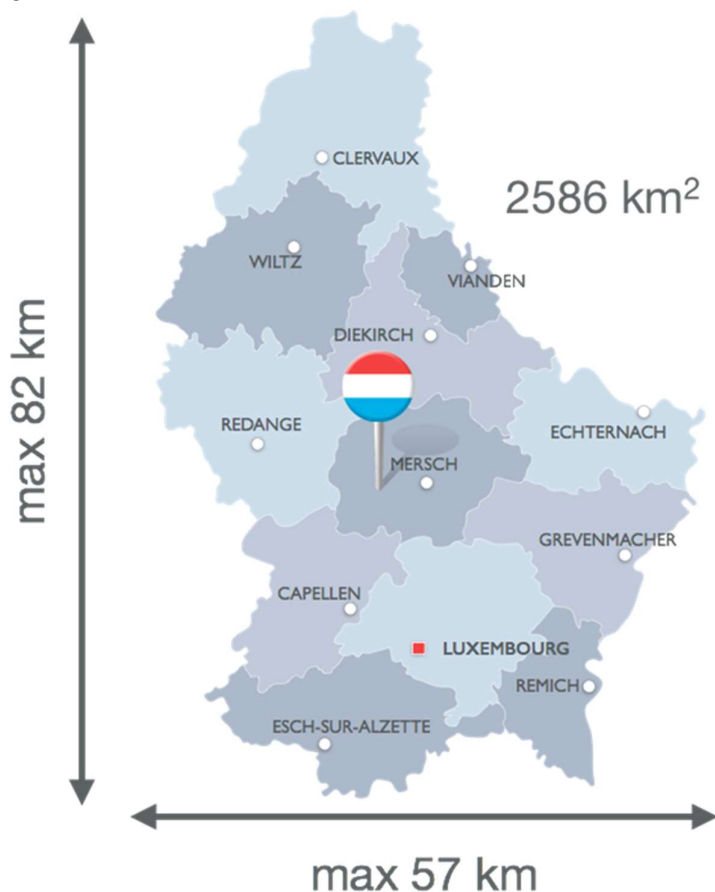 CLERVAUX
2586 km²
WILTZ
VIANDEN
DIEKIRCH
max 82 km
REDANGE
ECHTERNACH
MERSCH
GREVENMACHER
CAPELLEN
LUXEMBOURG
REMICH
ESCH-SUR-ALZETTE
max 57 km